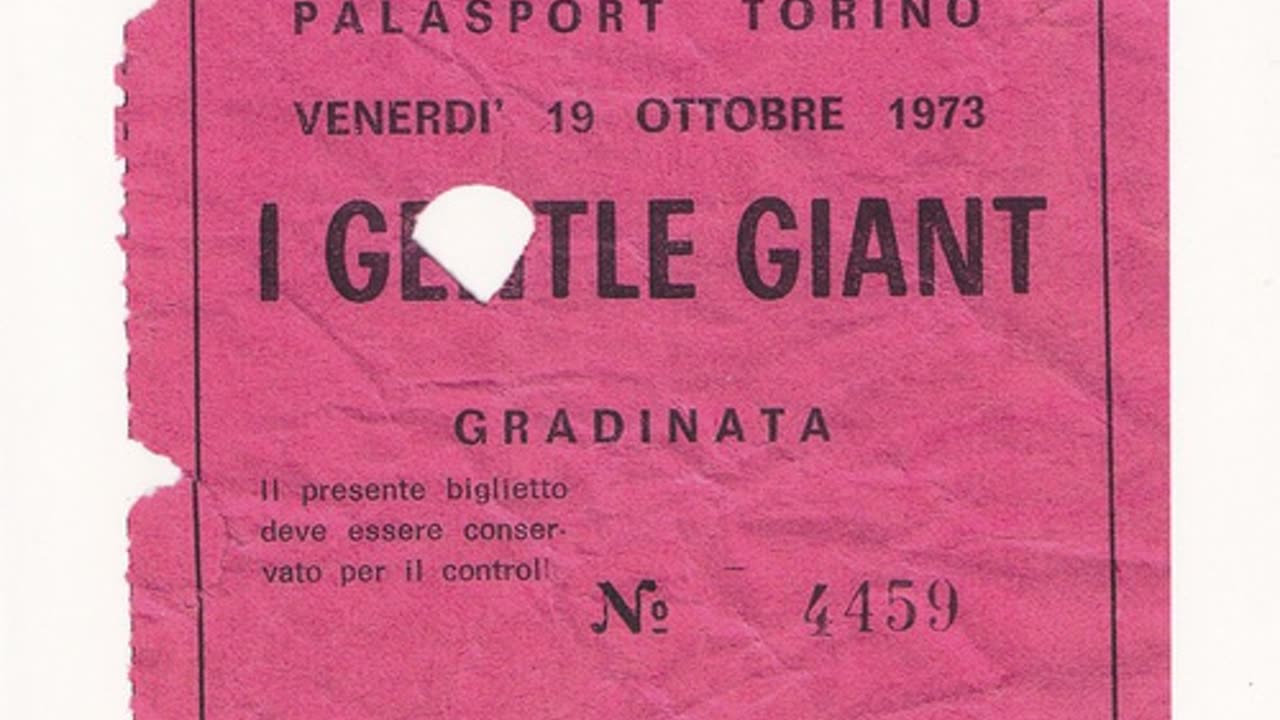 PALASPORT TORINO
VENERDI' 19 OTTOBRE 1973
I GENTLE GIANT
GRADINATA
Il presente biglietto
deve essere conser-
vato per il controll
Nº 4459